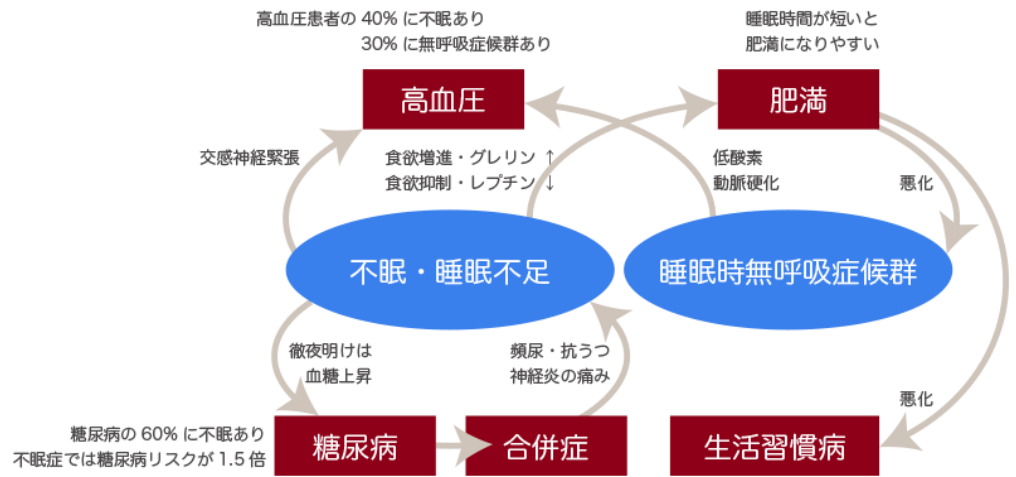 高血圧患者の 40% に不眠あり
30% に無呼吸症候群あり
睡眠時間が短いと
肥満になりやすい
高血圧
肥満
交感神経緊張
食欲増進・グレリン ↑
食欲抑制・レプチン ↓
低酸素
動脈硬化
悪化
不眠・睡眠不足
睡眠時無呼吸症候群
徹夜明けは
血糖上昇
頻尿・抗うつ
神経炎の痛み
悪化
糖尿病の 60% に不眠あり
不眠症では糖尿病リスクが 1.5 倍
糖尿病
合併症
生活習慣病